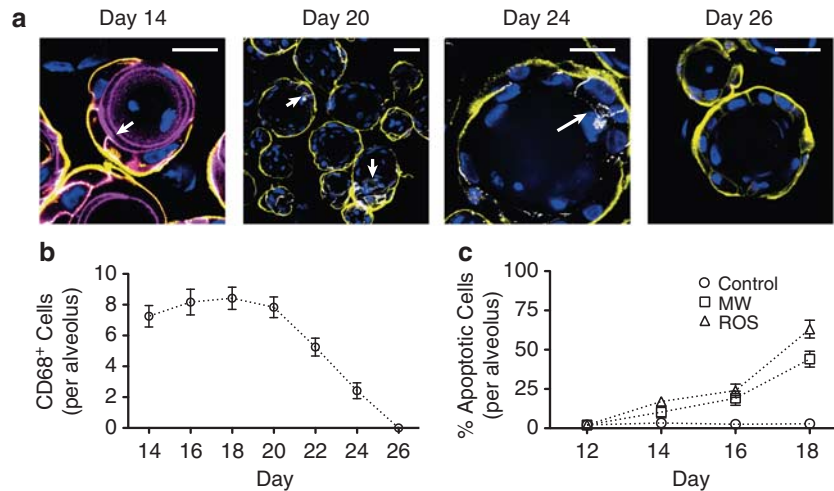 a
Day 14
Day 20
Day 24
Day 26
b
CD68+ Cells
(per alveolus)
10
8
6
4
2
0
14 16 18 20 22 24 26
Day
c
% Apoptotic Cells
(per alveolus)
100
75
50
25
0
Control
MW
ROS
12 14 16 18
Day